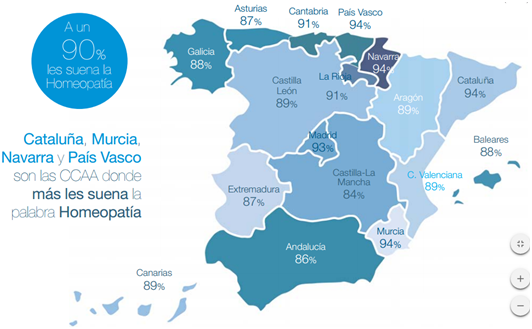 A un
90%
les suena la
Homeopatía
Asturias
87%
Cantabria
91%
País Vasco
94%
Galicia
88%
Castilla
León
89%
La Rioja
91%
Navarra
94%
Aragón
89%
Cataluña
94%
Cataluña, Murcia,
Navarra y País Vasco
son las CCAA donde
más les suena la
palabra Homeopatía
Madrid
93%
Baleares
88%
Extremadura
87%
Castilla-La
Mancha
84%
C. Valenciana
89%
Murcia
94%
Andalucía
86%
Canarias
89%